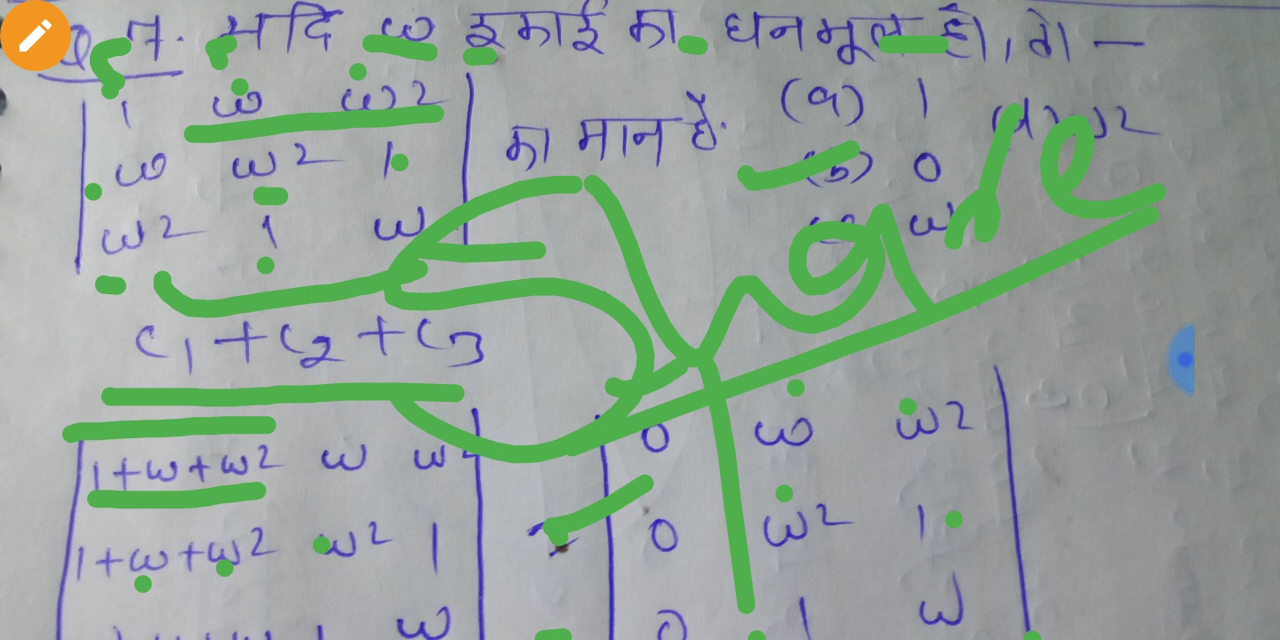 Q 7. यदि ω इकाई का घनमूल हो, तो —
| 1 ω ω2 |
| ω ω2 1 | का मान है.
| ω2 1 ω |
(a) 1
(b) 0
ω
C1 + C2 + C3
| 1+ω+ω2 ω ω2 | = | 0 ω ω2 |
| 1+ω+ω2 ω2 1 | | 0 ω2 1 |
ω | | 0 1 ω |